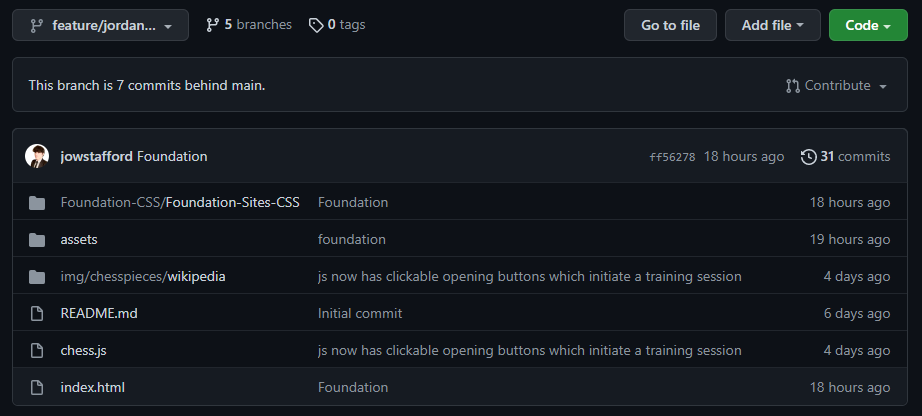 feature/jordan... 5 branches 0 tags Go to file Add file Code
This branch is 7 commits behind main. Contribute
jowstafford Foundation ff56278 18 hours ago 31 commits
Foundation-CSS/Foundation-Sites-CSS Foundation 18 hours ago
assets foundation 19 hours ago
img/chesspieces/wikipedia js now has clickable opening buttons which initiate a training session 4 days ago
README.md Initial commit 6 days ago
chess.js js now has clickable opening buttons which initiate a training session 4 days ago
index.html Foundation 18 hours ago